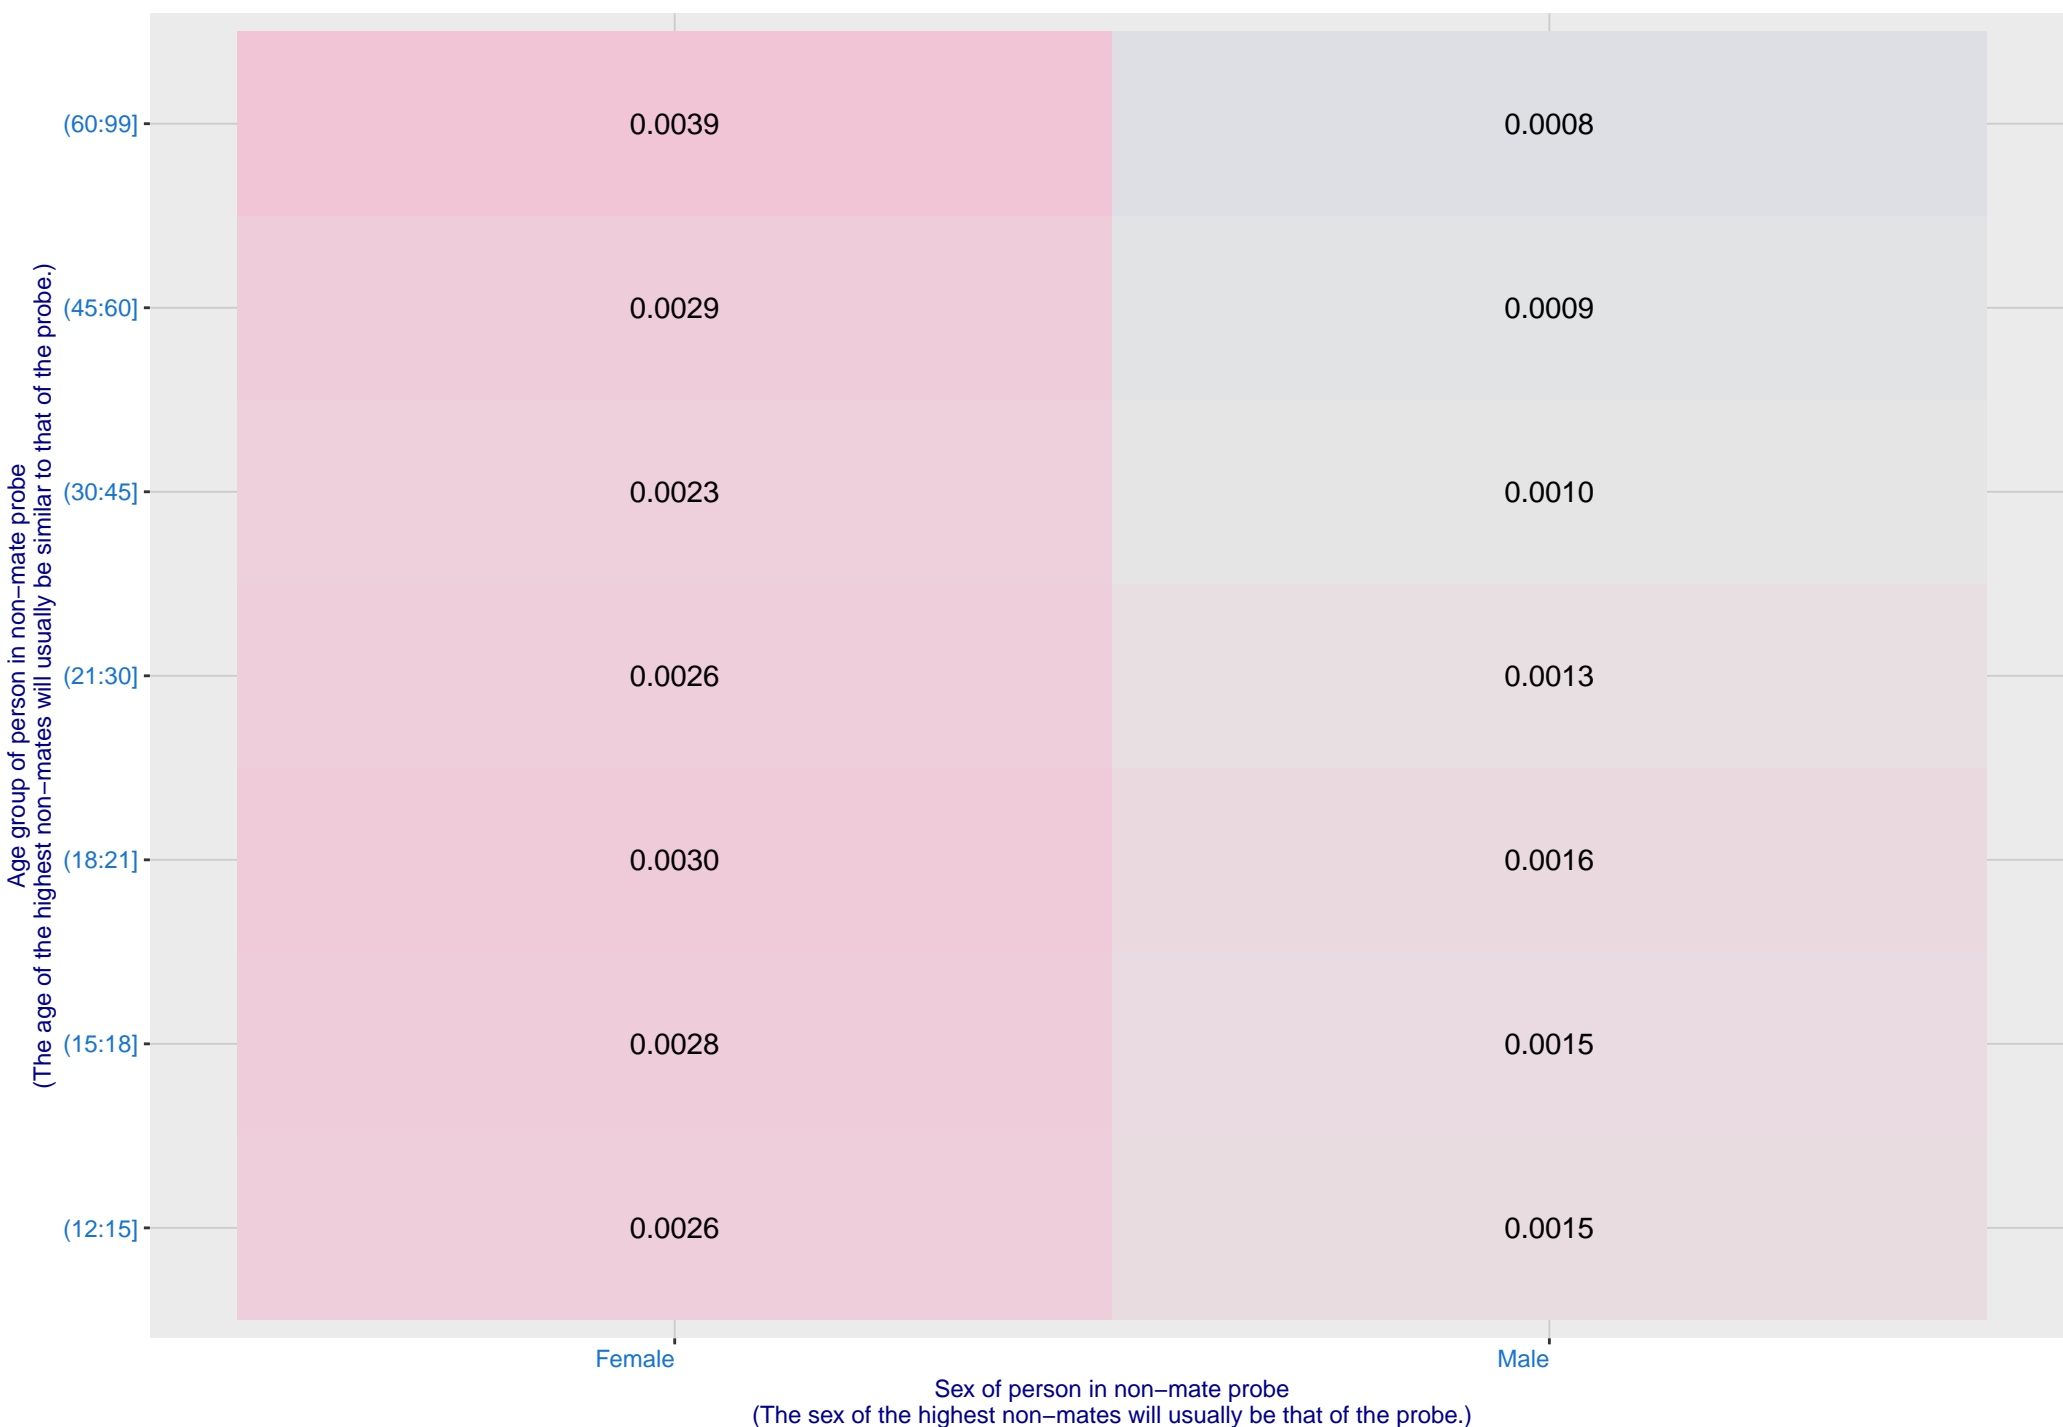 Age group of person in non−mate probe
(The age of the highest non−mates will usually be similar to that of the probe.)
(60:99] 0.0039 0.0008
(45:60] 0.0029 0.0009
(30:45] 0.0023 0.0010
(21:30] 0.0026 0.0013
(18:21] 0.0030 0.0016
(15:18] 0.0028 0.0015
(12:15] 0.0026 0.0015
Female Male
Sex of person in non−mate probe
(The sex of the highest non−mates will usually be that of the probe.)